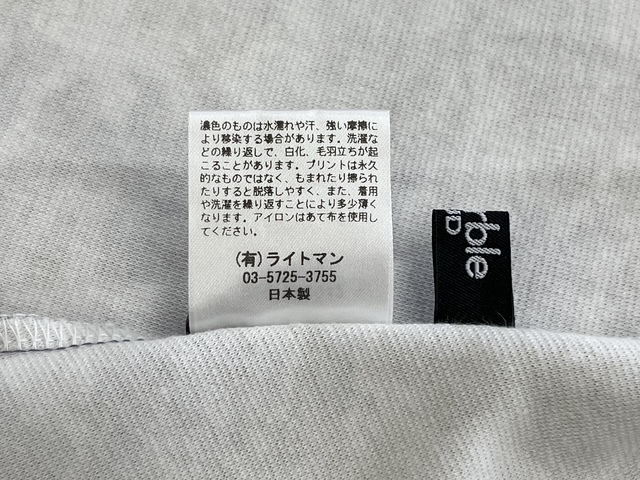 濃色のものは水濡れや汗、強い摩擦に
より移染する場合があります。洗濯な
どの繰り返しで、白化、毛羽立ちが起
こることがあります。プリントは永久
的なものではなく、もまれたり擦られ
たりすると脱落しやすく、また、着用
や洗濯を繰り返すことにより多少薄く
なります。アイロンはあて布を使用し
てください。
(有)ライトマン
03-5725-3755
日本製
rble
UD